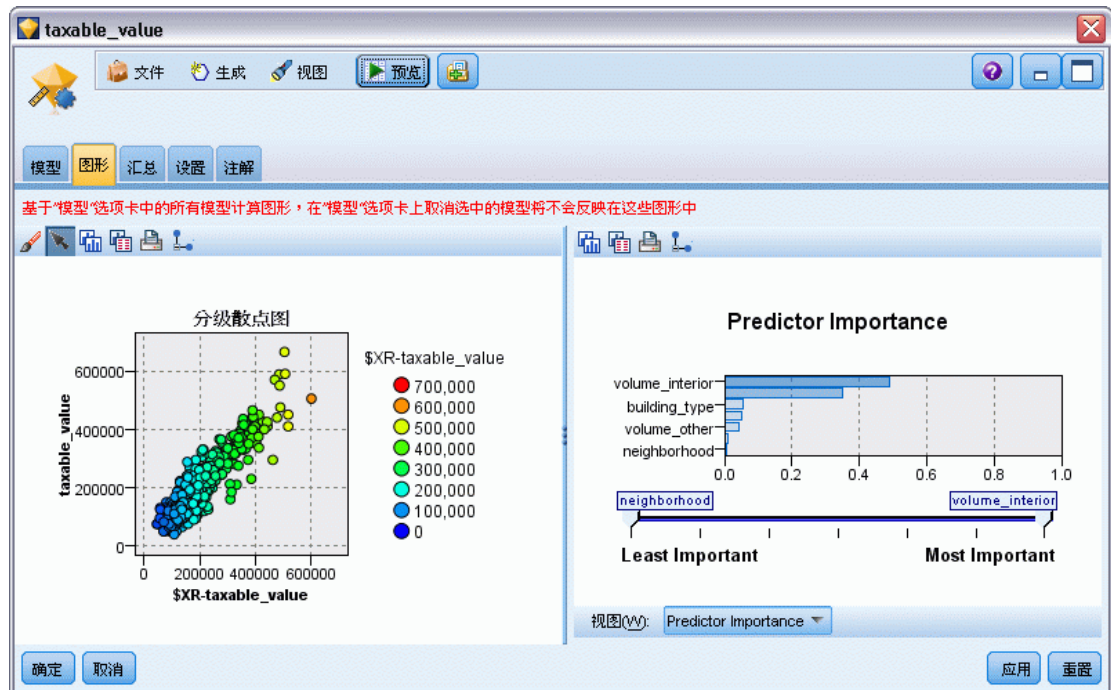 taxable_value
文件 生成 视图 预览
模型 图形 汇总 设置 注解
基于"模型"选项卡中的所有模型计算图形，在"模型"选项卡上取消选中的模型将不会反映在这些图形中
分级散点图
taxable_value
600000
400000
200000
0
0 200000 400000 600000
$XR-taxable_value
$XR-taxable_value
700,000
600,000
500,000
400,000
300,000
200,000
100,000
0
Predictor Importance
volume_interior
building_type
volume_other
neighborhood
0.0 0.2 0.4 0.6 0.8 1.0
neighborhood volume_interior
Least Important Most Important
视图(W): Predictor Importance
确定 取消 应用 重置